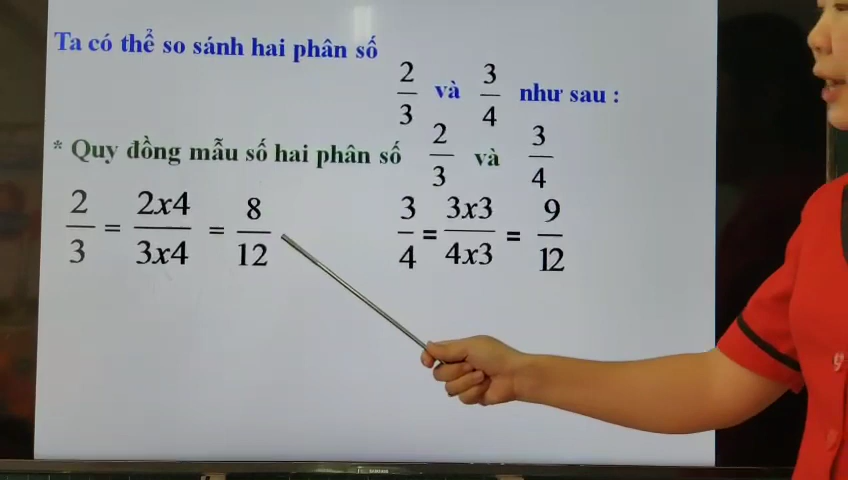 Ta có thể so sánh hai phân số
2/3 và 3/4 như sau :
* Quy đồng mẫu số hai phân số 2/3 và 3/4
2/3 = 2x4/3x4 = 8/12 3/4 = 3x3/4x3 = 9/12